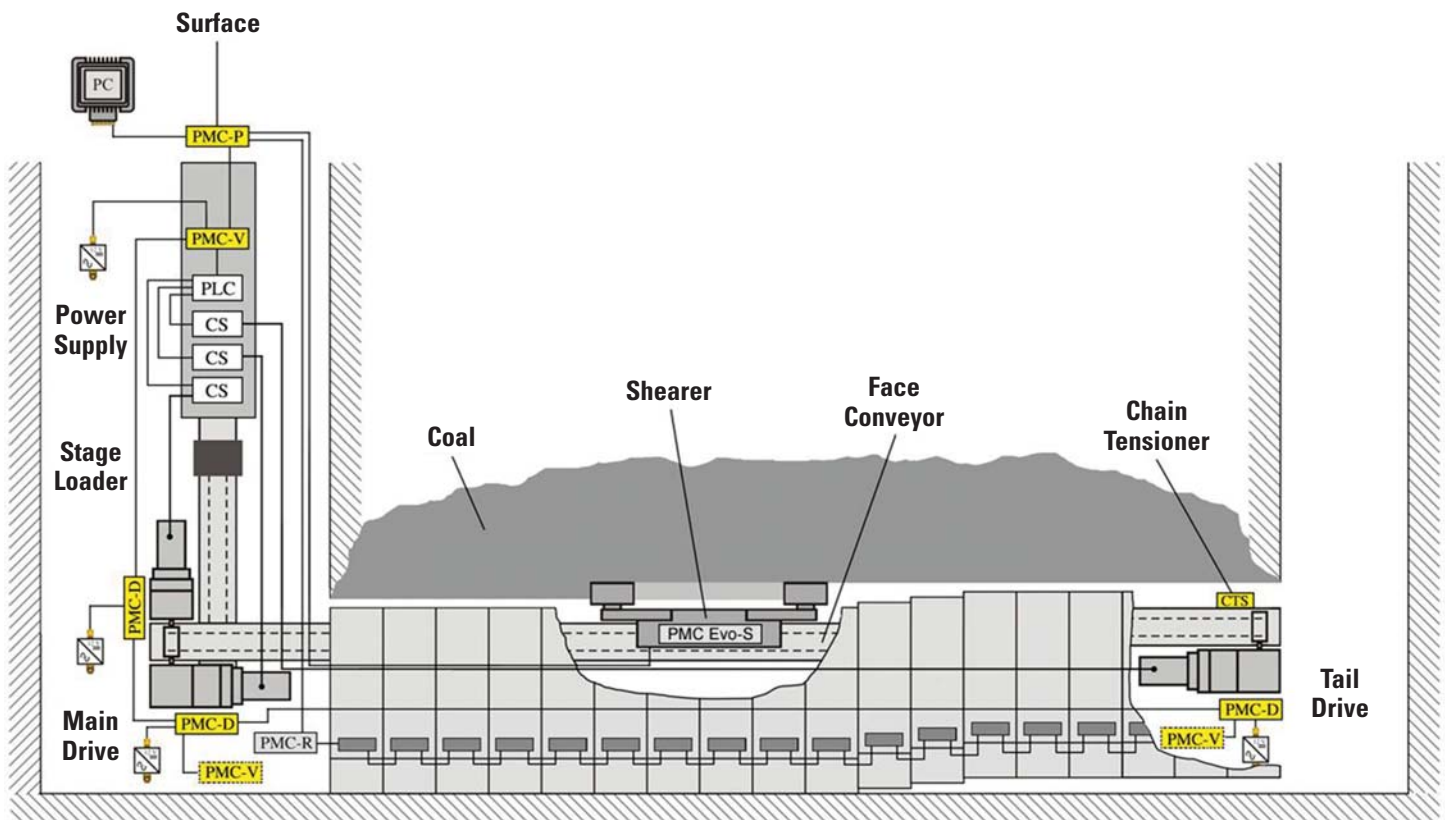 Surface
PC
PMC-P
PMC-V
PLC
Power
Supply
CS
CS
CS
Stage
Loader
Coal
Shearer
Face
Conveyor
Chain
Tensioner
PMC-D
CTS
PMC Evo-S
Main
Drive
PMC-D
PMC-R
PMC-V
Tail
Drive
PMC-D
PMC-V